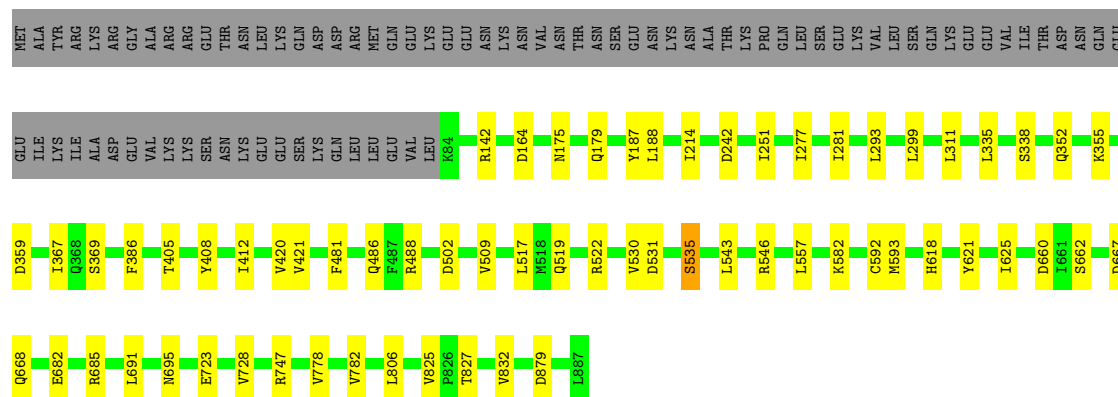 MET ALA TYR ARG LYS ARG GLY ALA ARG ARG GLU THR ASN LEU LYS GLN ASP ASP ARG MET GLN GLU LYS GLU GLU ASN LYS ASN VAL ASN THR ASN SER GLU ASN LYS ASN ALA THR LYS PRO GLN LEU SER GLU LYS VAL LEU SER GLN LYS GLU GLU VAL ILE THR ASP ASN GLN GLU
GLU ILE LYS ILE ALA ASP GLU VAL LYS LYS SER ASN LYS GLU GLU SER LYS GLN LEU LEU GLU VAL LEU K84 R142 D164 N175 Q179 Y187 L188 I214 D242 I251 I277 I281 L293 L299 L311 L335 S338 Q352 K355
D359 I367 Q368 S369 F386 T405 Y408 I412 V420 V421 F481 Q486 F487 R488 D502 V509 L517 M518 Q519 R522 V530 D531 S535 L543 R546 L557 K582 C592 M593 H618 Y621 I625 D660 I661 S662
Q668 E682 R685 L691 N695 E723 V728 R747 V778 V782 L806 V825 P826 T827 V832 D879 L887